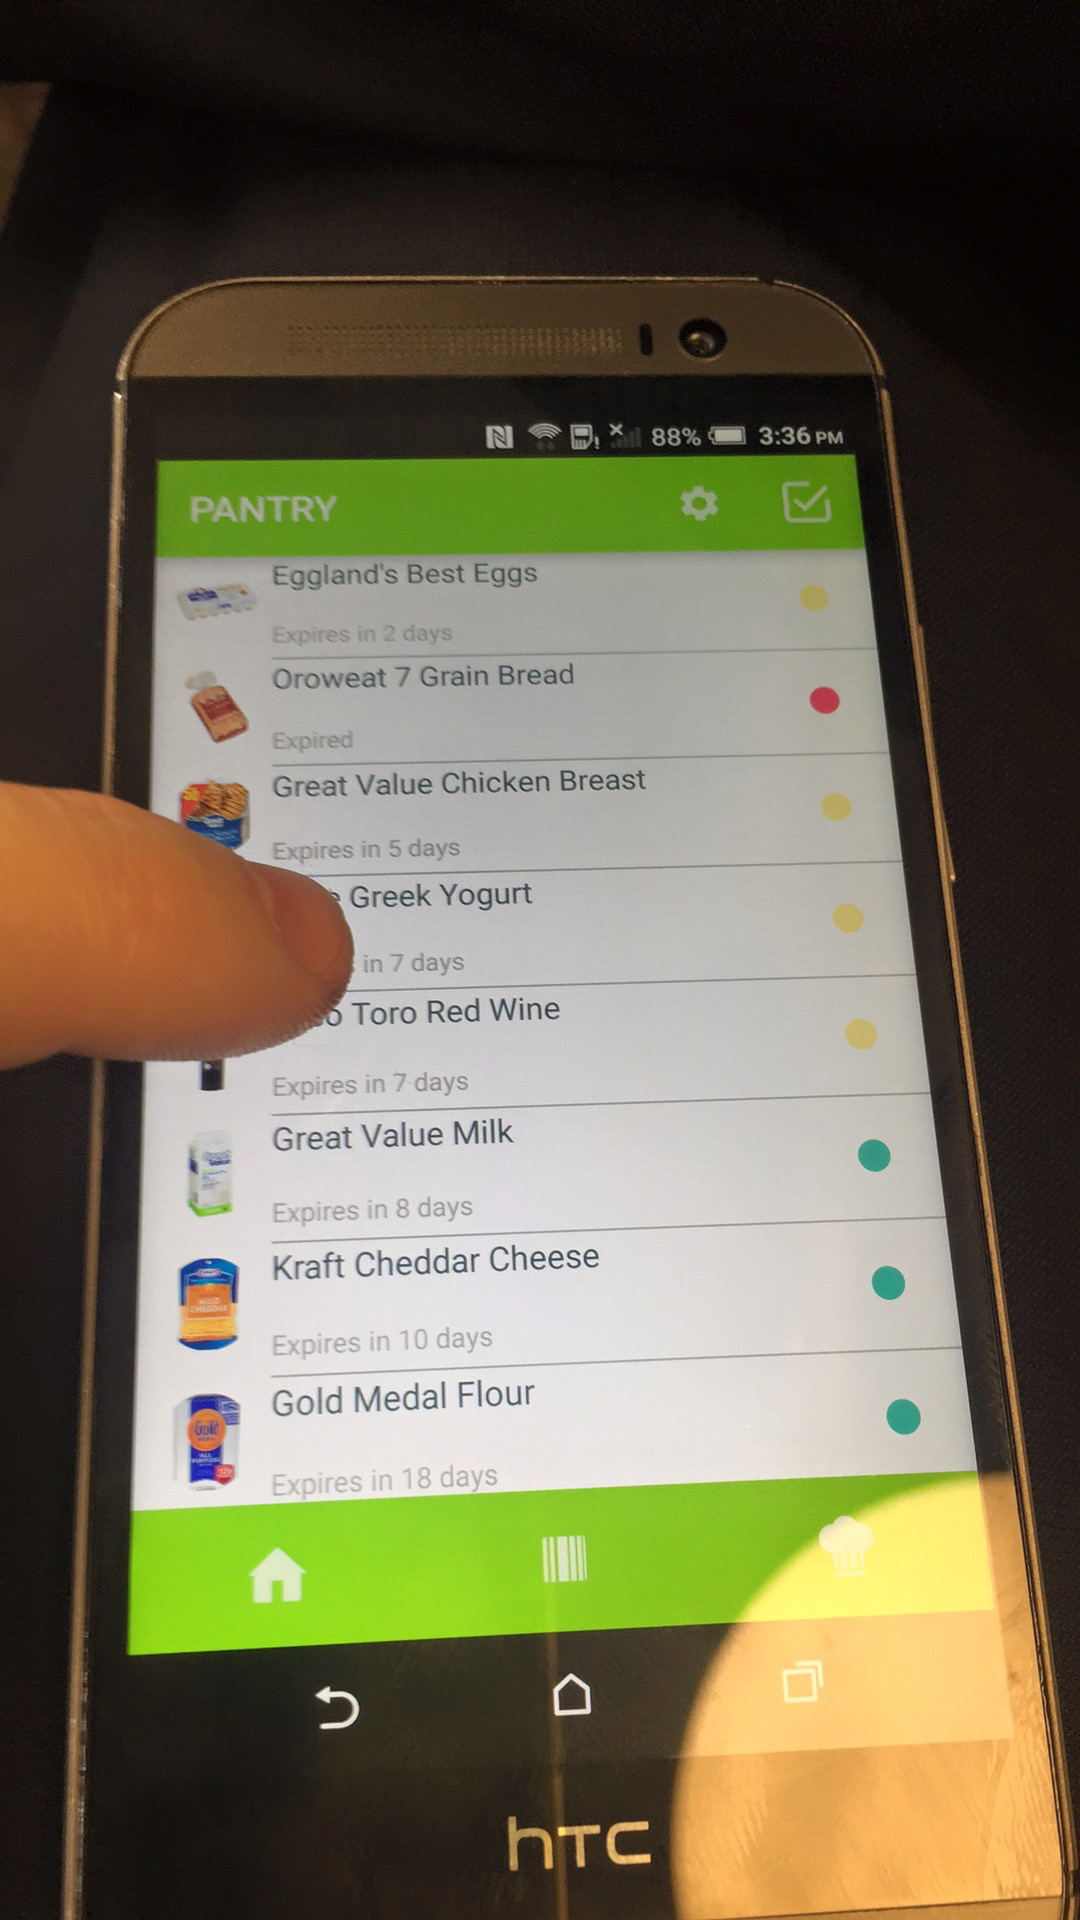 88% 3:36 PM
PANTRY
Eggland's Best Eggs
Expires in 2 days
Oroweat 7 Grain Bread
Expired
Great Value Chicken Breast
Expires in 5 days
Greek Yogurt
in 7 days
Toro Red Wine
Expires in 7 days
Great Value Milk
Expires in 8 days
Kraft Cheddar Cheese
Expires in 10 days
Gold Medal Flour
Expires in 18 days
hTC